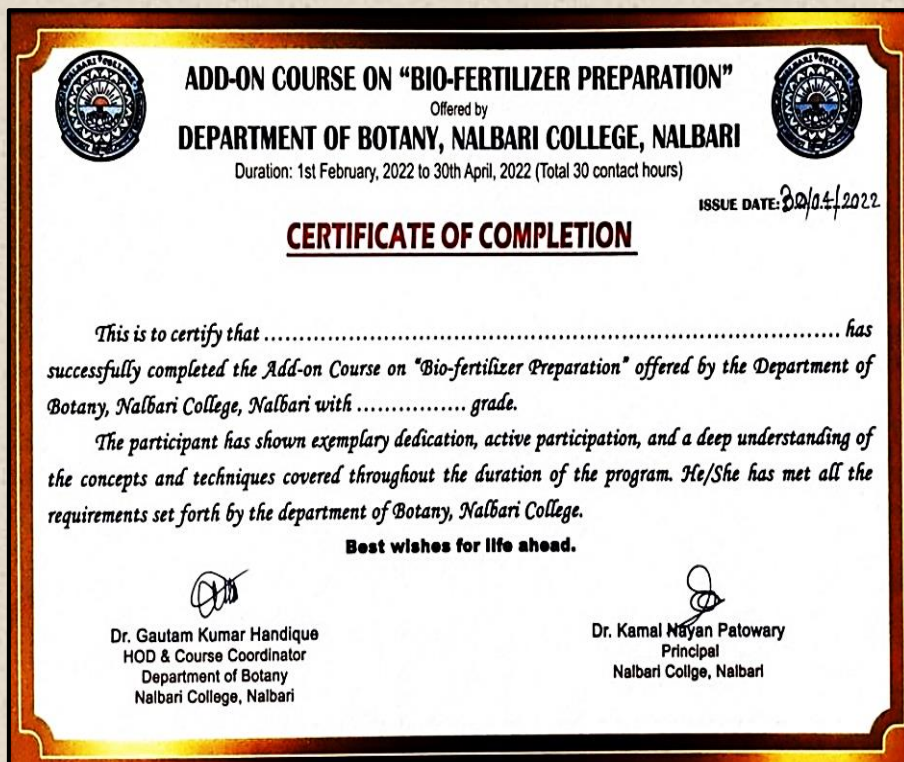 ADD-ON COURSE ON "BIO-FERTILIZER PREPARATION"
Offered by
DEPARTMENT OF BOTANY, NALBARI COLLEGE, NALBARI
Duration: 1st February, 2022 to 30th April, 2022 (Total 30 contact hours)
ISSUE DATE: 30/04/2022
CERTIFICATE OF COMPLETION
This is to certify that ........................................................................................ has
successfully completed the Add-on Course on "Bio-fertilizer Preparation" offered by the Department of
Botany, Nalbari College, Nalbari with ................ grade.
The participant has shown exemplary dedication, active participation, and a deep understanding of
the concepts and techniques covered throughout the duration of the program. He/She has met all the
requirements set forth by the department of Botany, Nalbari College.
Best wishes for life ahead.
Dr. Gautam Kumar Handique
HOD & Course Coordinator
Department of Botany
Nalbari College, Nalbari
Dr. Kamal Nayan Patowary
Principal
Nalbari Collge, Nalbari